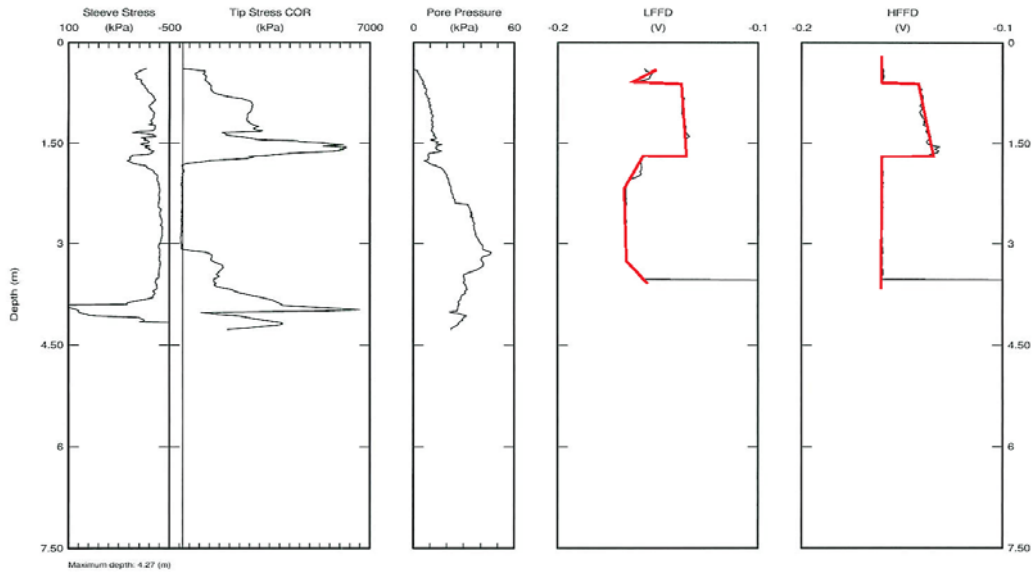 Sleeve Stress Tip Stress COR Pore Pressure LFFD HFFD
(kPa) (kPa) (kPa) (V) (V)
100 -500 7000 0 60 -0.2 -0.1 -0.2 -0.1
0 0
1.50 1.50
3 3
Depth (m)
4.50 4.50
6 6
7.50 7.50
Maximum depth: 4.27 (m)